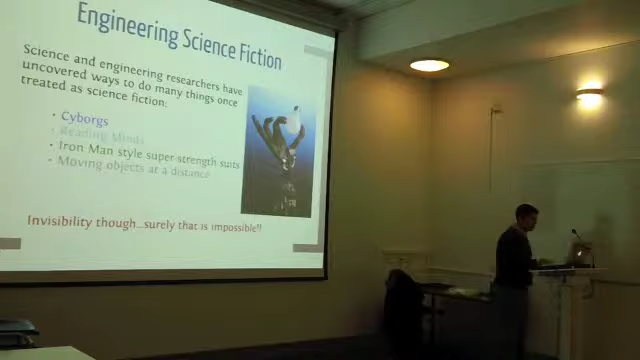 Engineering Science Fiction
Science and engineering researchers have
uncovered ways to do many things once
treated as science fiction:
• Cyborgs
• Reading Minds
• Iron Man style super strength suits
• Moving objects at a distance
Invisibility though...surely that is impossible!!